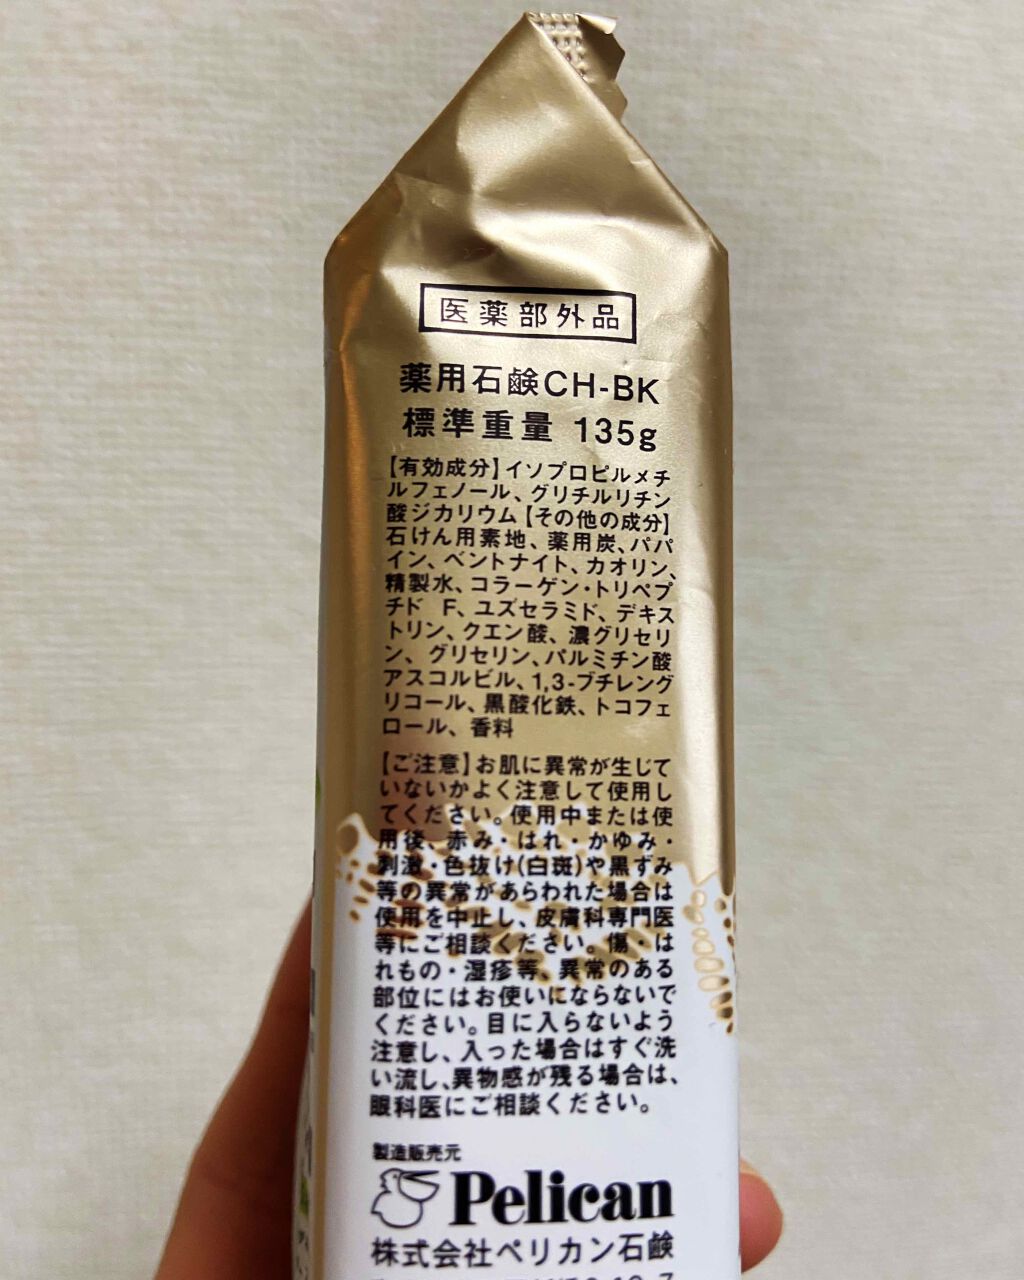 医薬部外品
薬用石鹸CH-BK
標準重量 135g
【有効成分】イソプロピルメチ
ルフェノール、グリチルリチン
酸ジカリウム【その他の成分】
石けん用素地、薬用炭、パパ
イン、ベントナイト、カオリン、
精製水、コラーゲン・トリペプ
チド F、ユズセラミド、デキス
トリン、クエン酸、濃グリセリ
ン、グリセリン、パルミチン酸
アスコルビル、1,3-ブチレング
リコール、黒酸化鉄、トコフェ
ロール、香料
【ご注意】お肌に異常が生じて
いないかよく注意して使用し
てください。使用中または使
用後、赤み・はれ・かゆみ・
刺激・色抜け(白斑)や黒ずみ
等の異常があらわれた場合は
使用を中止し、皮膚科専門医
等にご相談ください。傷・は
れもの・湿疹等、異常のある
部位にはお使いにならないで
ください。目に入らないよう
注意し、入った場合はすぐ洗
い流し、異物感が残る場合は、
眼科医にご相談ください。
製造販売元
Pelican
株式会社ペリカン石鹸